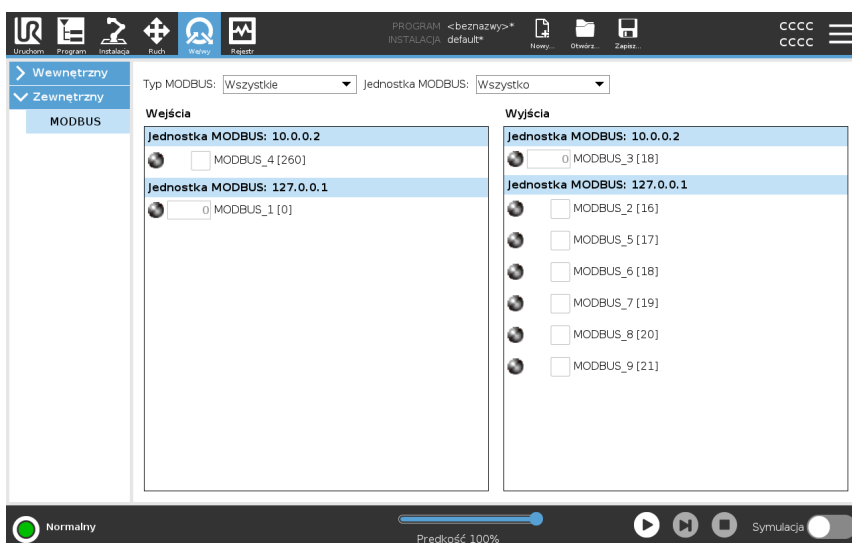 UR
Uruchom Program Instalacja Ruch We/wy Rejestr
PROGRAM <beznazwy>*
INSTALACJA default*
Nowy... Otwórz... Zapisz...
CCCC
CCCC
Wewnętrzny
Zewnętrzny
MODBUS
Typ MODBUS: Wszystkie Jednostka MODBUS: Wszystko
Wejścia
Jednostka MODBUS: 10.0.0.2
MODBUS_4 [260]
Jednostka MODBUS: 127.0.0.1
0 MODBUS_1 [0]
Wyjścia
Jednostka MODBUS: 10.0.0.2
0 MODBUS_3 [18]
Jednostka MODBUS: 127.0.0.1
MODBUS_2 [16]
MODBUS_5 [17]
MODBUS_6 [18]
MODBUS_7 [19]
MODBUS_8 [20]
MODBUS_9 [21]
Normalny
Prędkość 100%
Symulacja